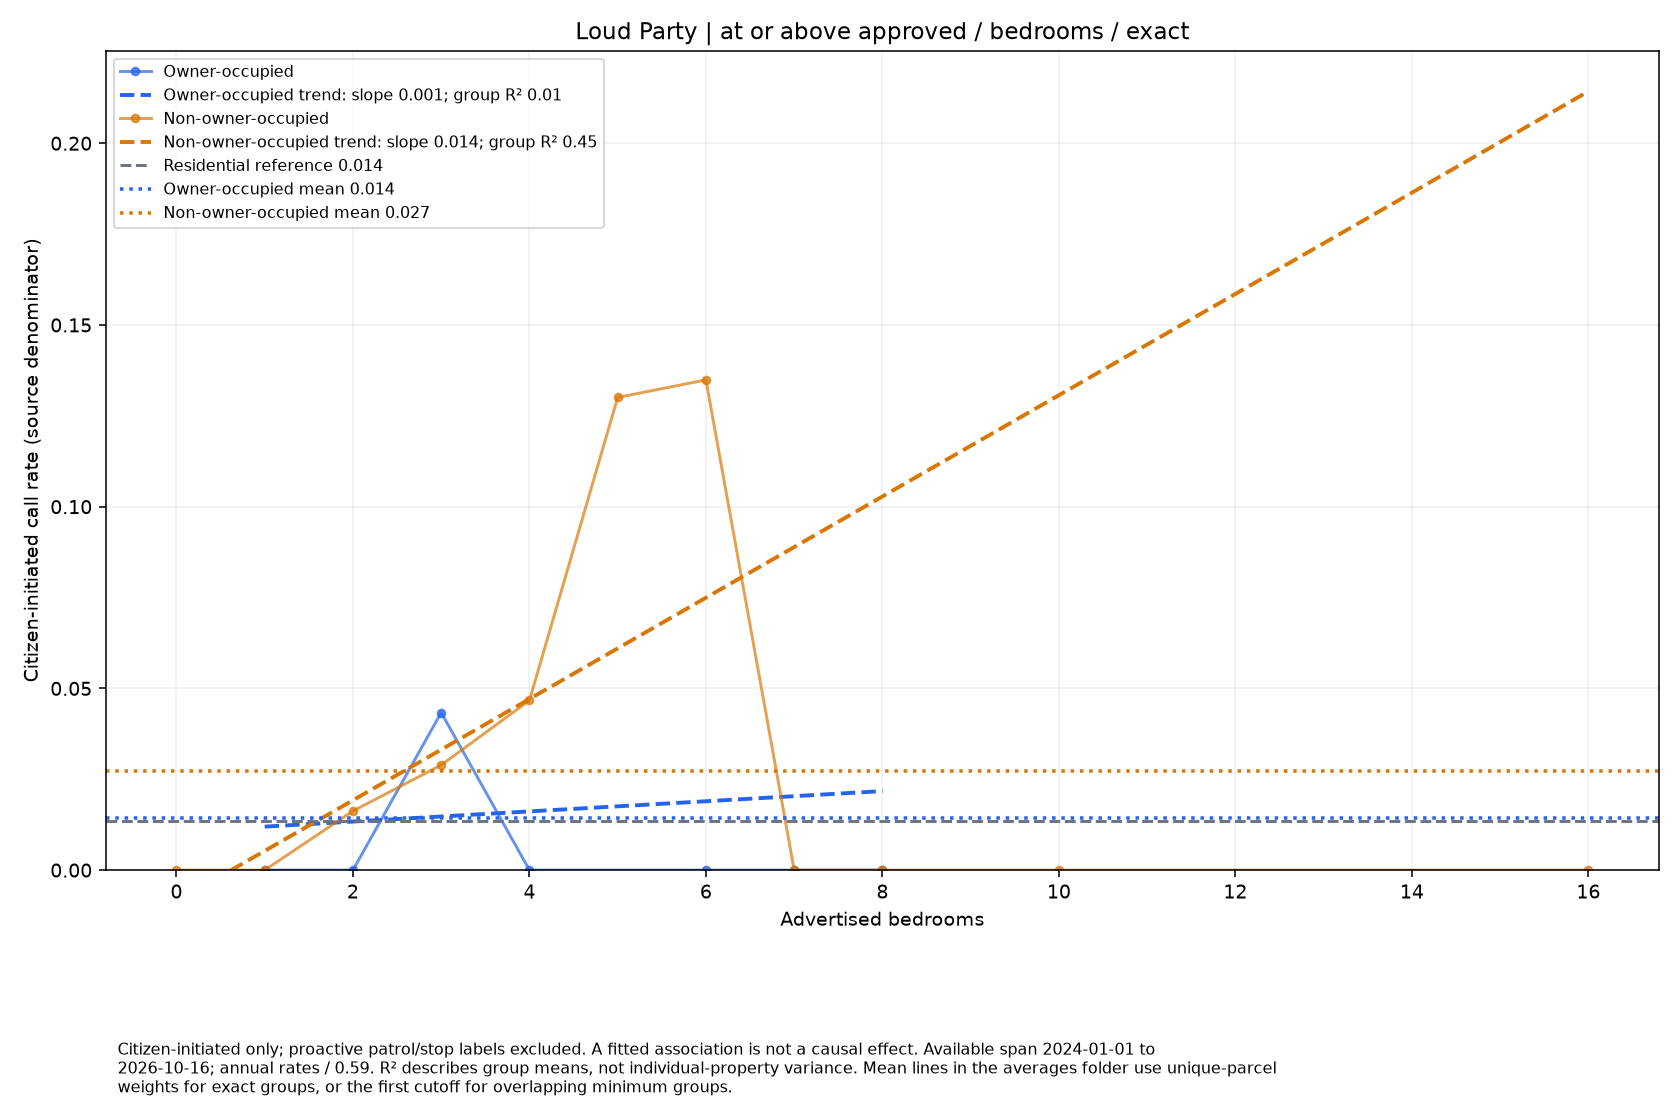 Loud Party | at or above approved / bedrooms / exact
Owner-occupied
Owner-occupied trend: slope 0.001; group R² 0.01
Non-owner-occupied
Non-owner-occupied trend: slope 0.014; group R² 0.45
Residential reference 0.014
Owner-occupied mean 0.014
Non-owner-occupied mean 0.027
Citizen-initiated call rate (source denominator)
0.20
0.15
0.10
0.05
0.00
0 2 4 6 8 10 12 14 16
Advertised bedrooms
Citizen-initiated only; proactive patrol/stop labels excluded. A fitted association is not a causal effect. Available span 2024-01-01 to
2026-10-16; annual rates / 0.59. R² describes group means, not individual-property variance. Mean lines in the averages folder use unique-parcel
weights for exact groups, or the first cutoff for overlapping minimum groups.